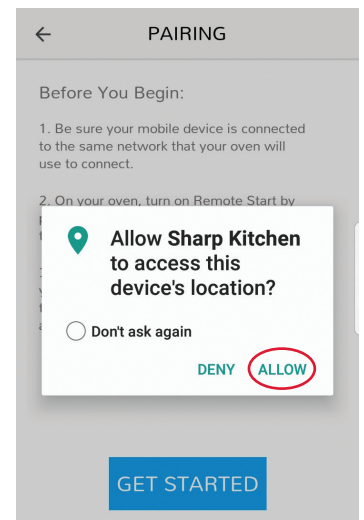 PAIRING
Before You Begin:
1. Be sure your mobile device is connected
to the same network that your oven will
use to connect.
2. On your oven, turn on Remote Start by
Allow Sharp Kitchen
to access this
device's location?
Don't ask again
DENY ALLOW
GET STARTED